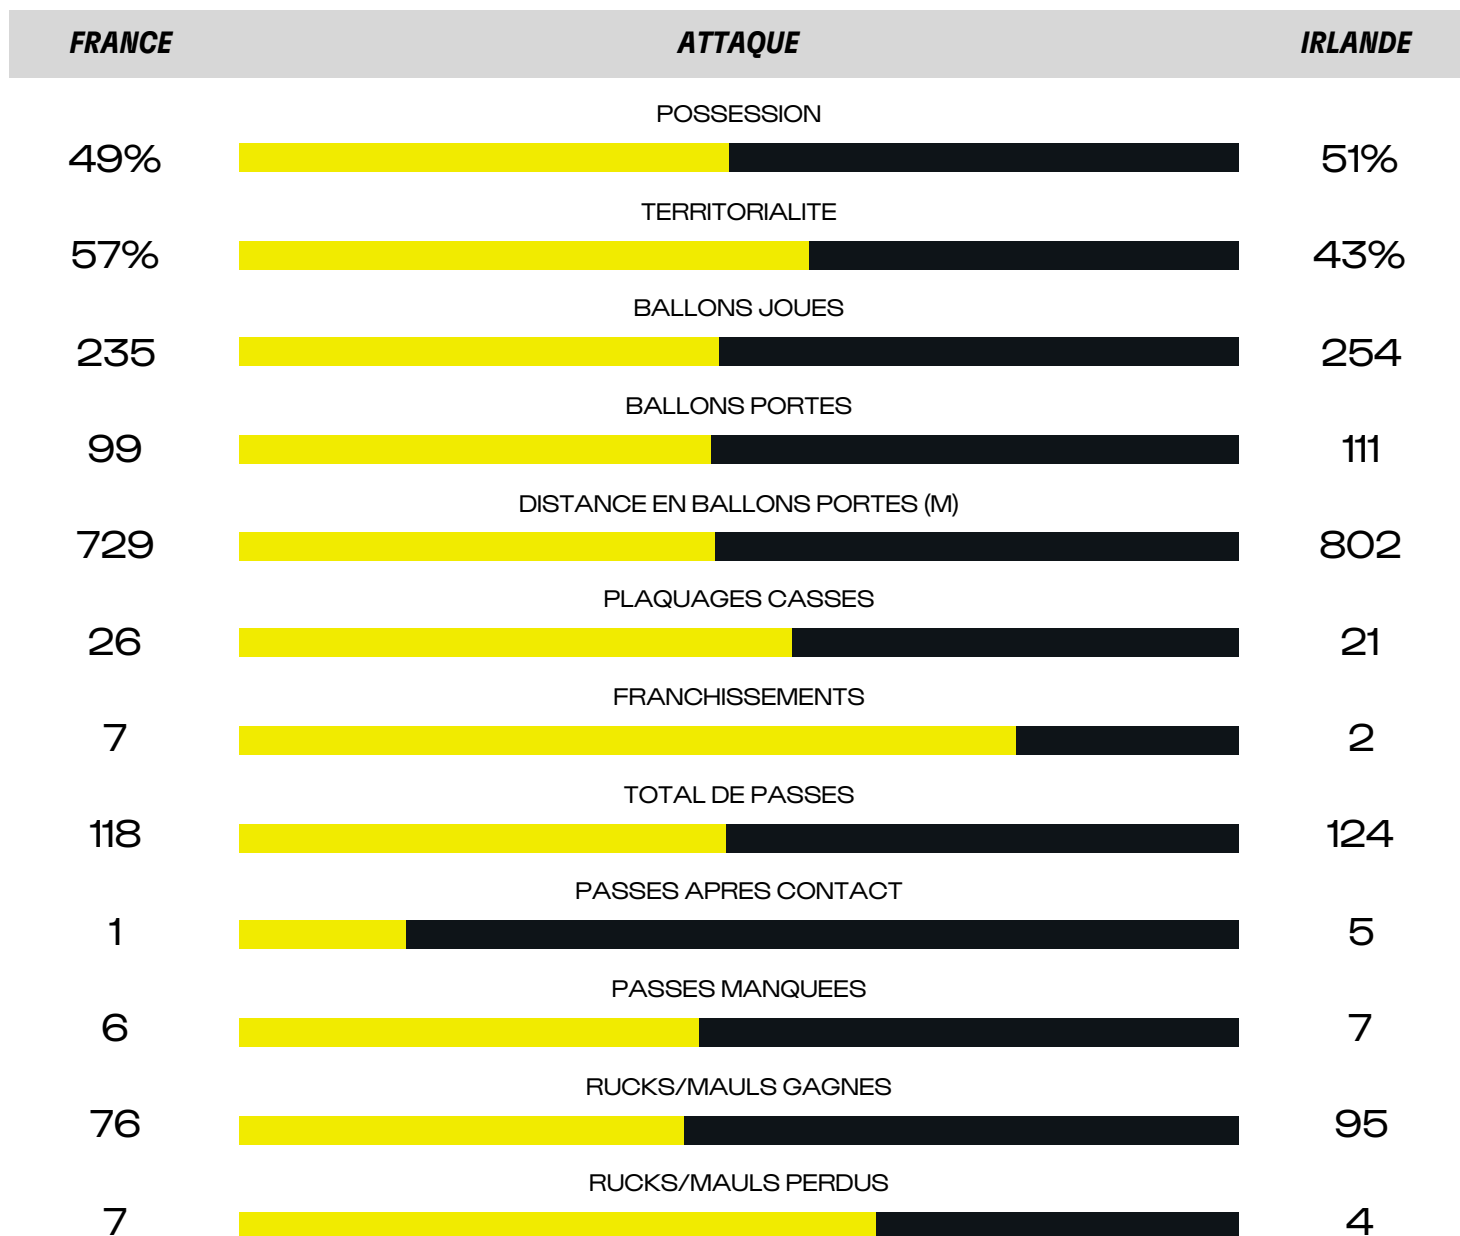 FRANCE ATTAQUE IRLANDE
POSSESSION
49% 51%
TERRITORIALITE
57% 43%
BALLONS JOUES
235 254
BALLONS PORTES
99 111
DISTANCE EN BALLONS PORTES (M)
729 802
PLAQUAGES CASSES
26 21
FRANCHISSEMENTS
7 2
TOTAL DE PASSES
118 124
PASSES APRES CONTACT
1 5
PASSES MANQUEES
6 7
RUCKS/MAULS GAGNES
76 95
RUCKS/MAULS PERDUS
7 4